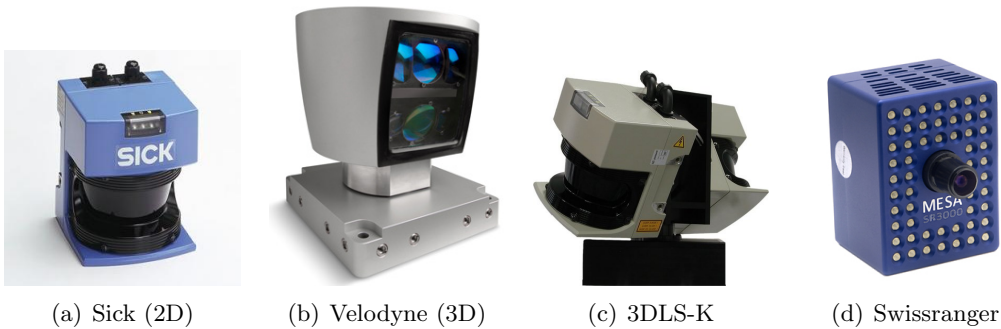 SICK
MESA
SR3000
(a) Sick (2D)
(b) Velodyne (3D)
(c) 3DLS-K
(d) Swissranger